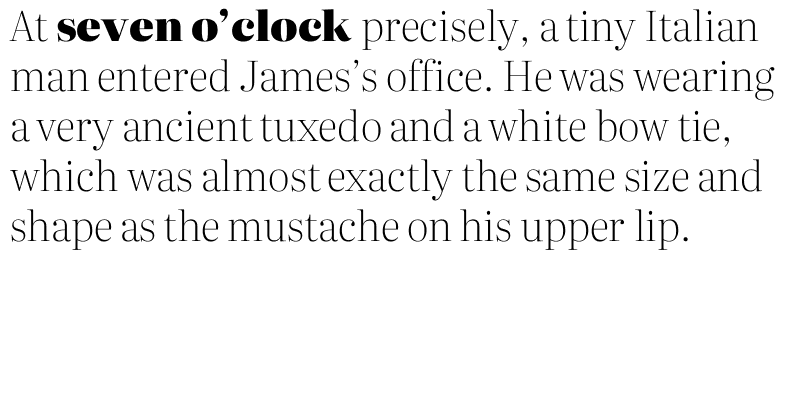 At seven o’clock precisely, a tiny Italian
man entered James’s office. He was wearing
a very ancient tuxedo and a white bow tie,
which was almost exactly the same size and
shape as the mustache on his upper lip.